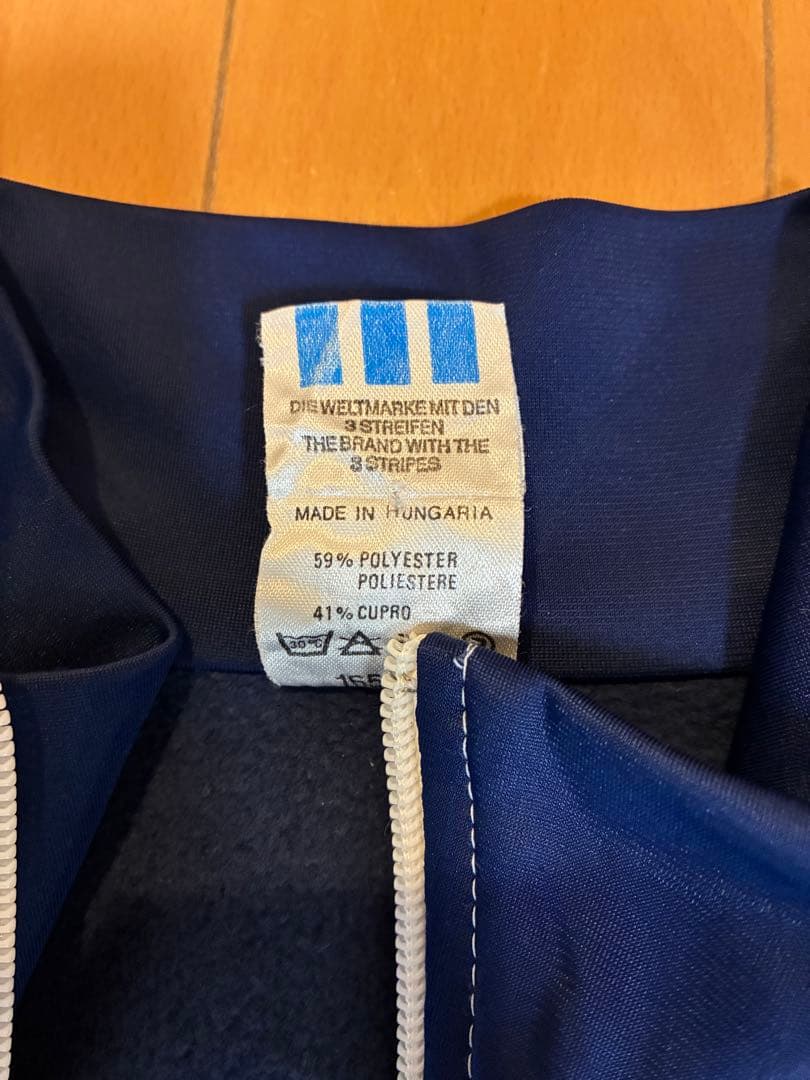 DIE WELTMARKE MIT DEN
3 STREIFEN
THE BRAND WITH THE
3 STRIPES
MADE IN HUNGARIA
59% POLYESTER
POLIESTERE
41% CUPRO
30°C